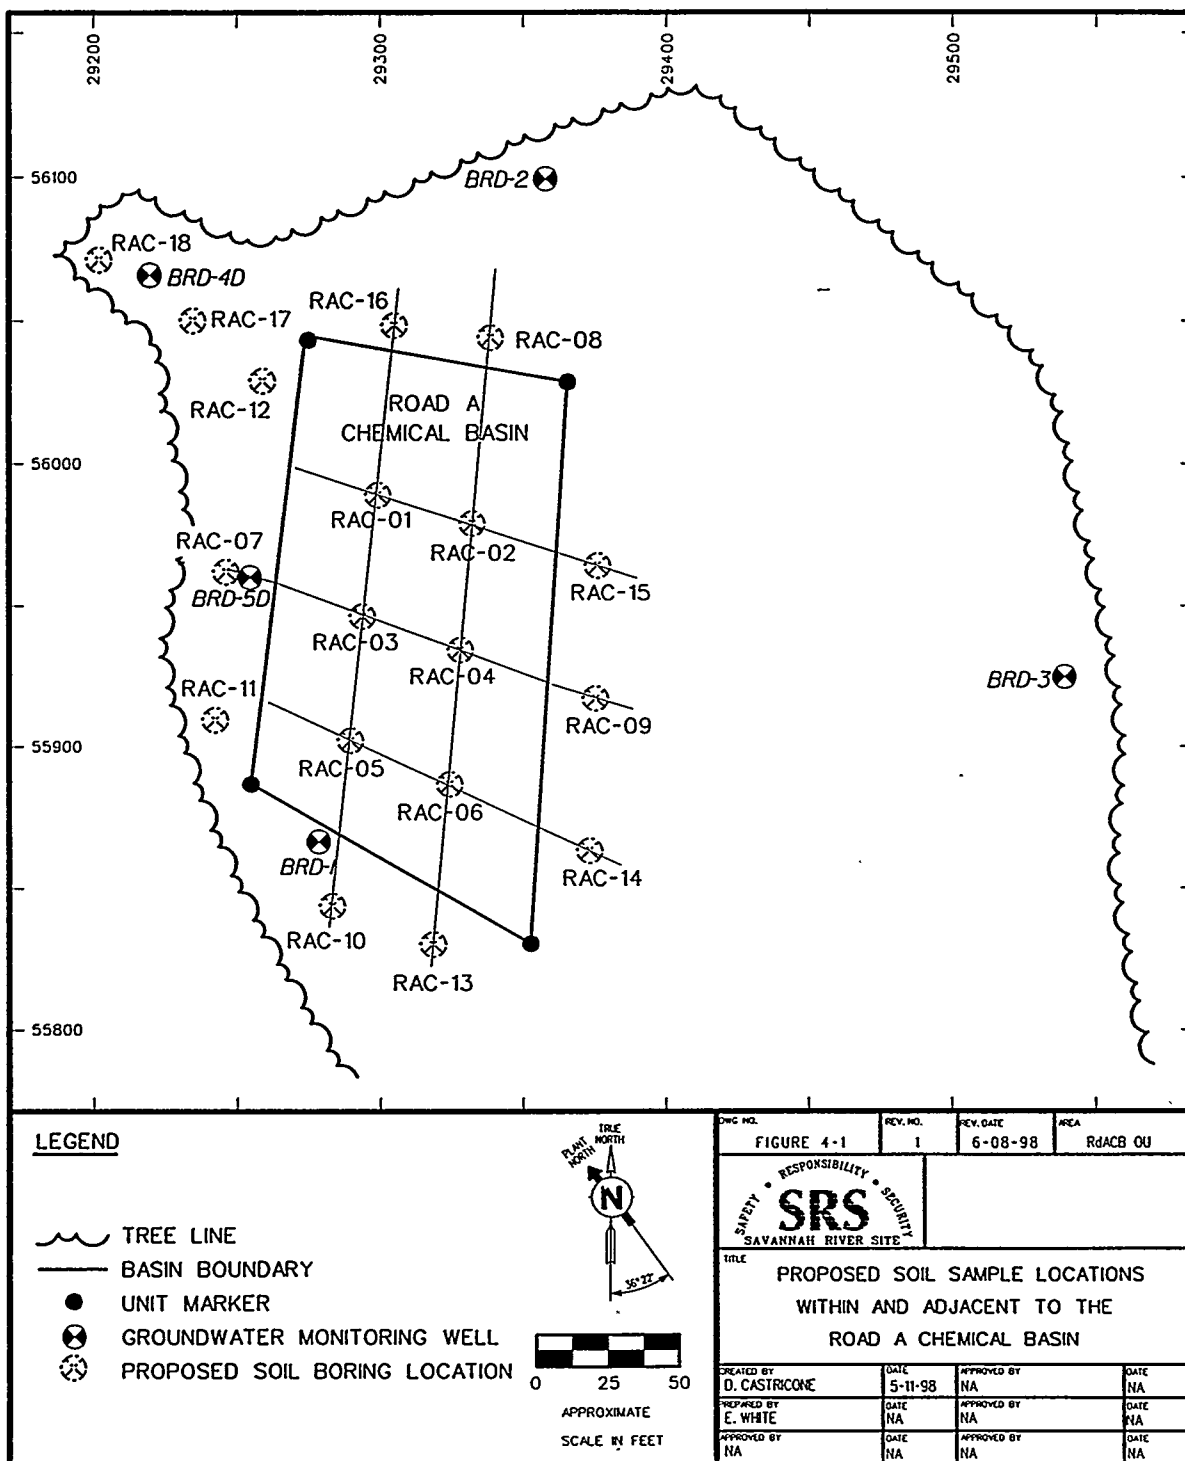 29200
29300
29400
29500
56100
56000
55900
55800
BRD-2
RAC-18
BRD-4D
RAC-17
RAC-16
RAC-08
RAC-12
ROAD A
CHEMICAL BASIN
RAC-01
RAC-02
RAC-07
BRD-5D
RAC-15
RAC-03
RAC-04
BRD-3
RAC-11
RAC-09
RAC-05
RAC-06
BRD-1
RAC-14
RAC-10
RAC-13
LEGEND
TREE LINE
BASIN BOUNDARY
UNIT MARKER
GROUNDWATER MONITORING WELL
PROPOSED SOIL BORING LOCATION
TRUE
NORTH
PLANT
NORTH
N
36°22'
0 25 50
APPROXIMATE
SCALE IN FEET
DWG NO.
FIGURE 4-1
REV. NO.
1
REV. DATE
6-08-98
AREA
RdACB OU
SAFETY • RESPONSIBILITY • SECURITY
SRS
SAVANNAH RIVER SITE
TITLE
PROPOSED SOIL SAMPLE LOCATIONS
WITHIN AND ADJACENT TO THE
ROAD A CHEMICAL BASIN
CREATED BY
D. CASTRICONE
DATE
5-11-98
APPROVED BY
NA
DATE
NA
PREPARED BY
E. WHITE
DATE
NA
APPROVED BY
NA
DATE
NA
APPROVED BY
NA
DATE
NA
APPROVED BY
NA
DATE
NA